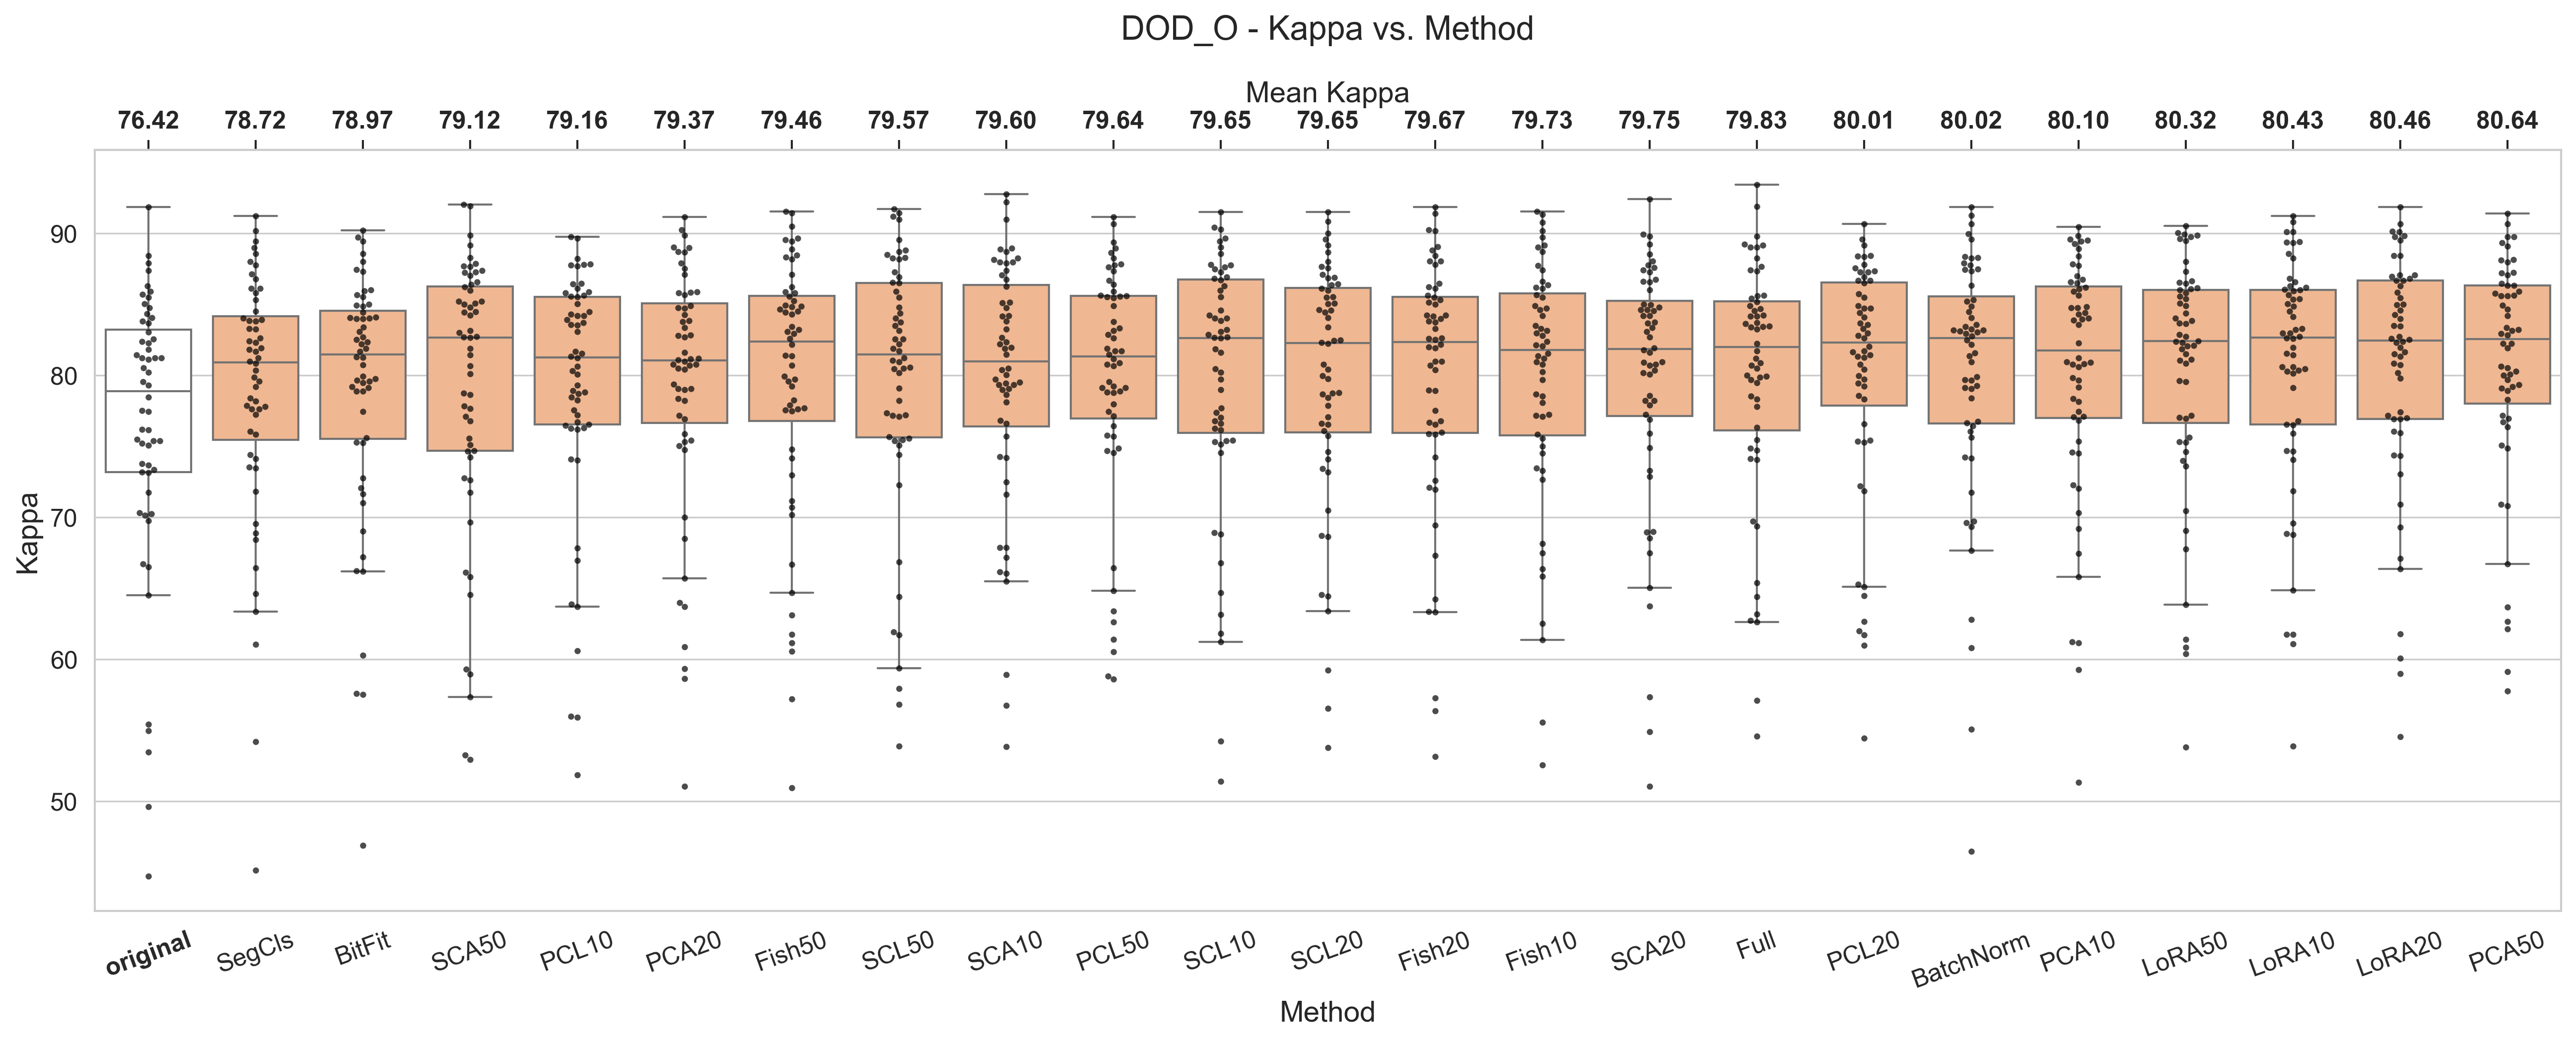 DOD_O - Kappa vs. Method
Mean Kappa
76.42 78.72 78.97 79.12 79.16 79.37 79.46 79.57 79.60 79.64 79.65 79.65 79.67 79.73 79.75 79.83 80.01 80.02 80.10 80.32 80.43 80.46 80.64
Kappa
90
80
70
60
50
original SegCls BitFit SCA50 PCL10 PCA20 Fish50 SCL50 SCA10 PCL50 SCL10 SCL20 Fish20 Fish10 SCA20 Full PCL20 BatchNorm PCA10 LoRA50 LoRA10 LoRA20 PCA50
Method